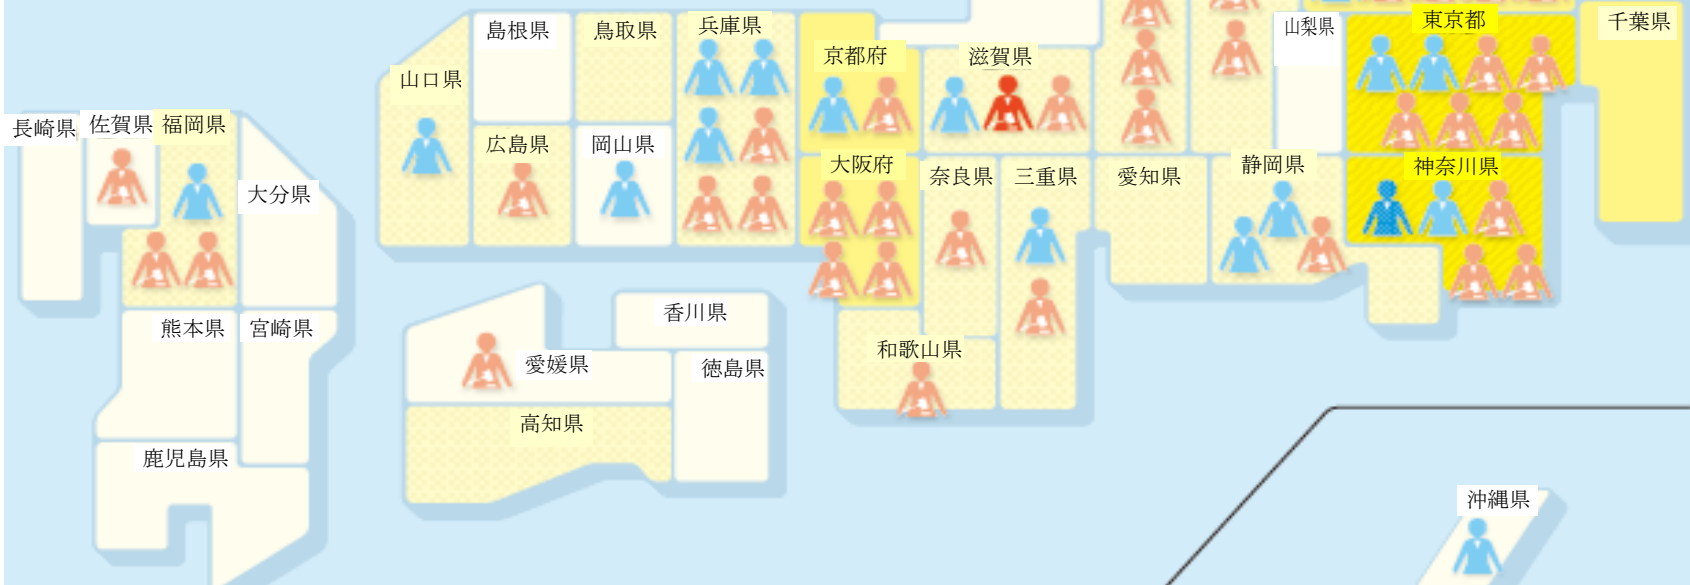 東京都
千葉県
兵庫県
島根県
鳥取県
山梨県
京都府
滋賀県
山口県
長崎県
佐賀県
福岡県
広島県
岡山県
大阪府
奈良県
三重県
愛知県
静岡県
神奈川県
大分県
香川県
熊本県
宮崎県
和歌山県
愛媛県
徳島県
高知県
鹿児島県
沖縄県